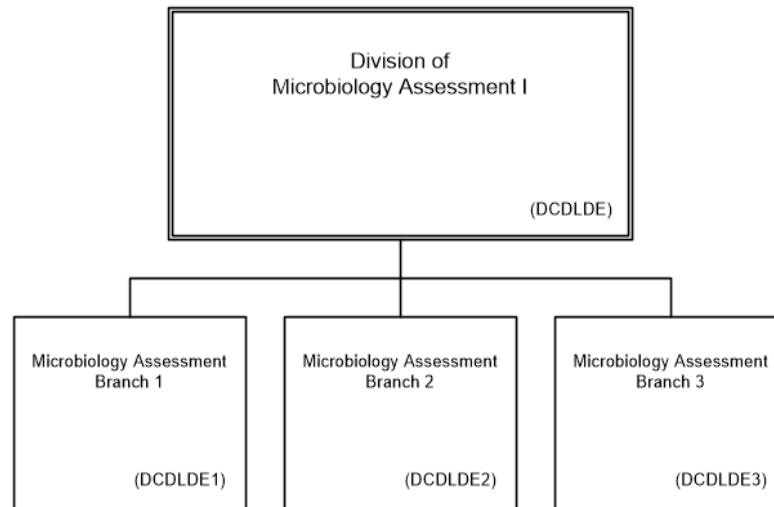 Division of
Microbiology Assessment I
(DCDLDE)
Microbiology Assessment
Branch 1
(DCDLDE1)
Microbiology Assessment
Branch 2
(DCDLDE2)
Microbiology Assessment
Branch 3
(DCDLDE3)